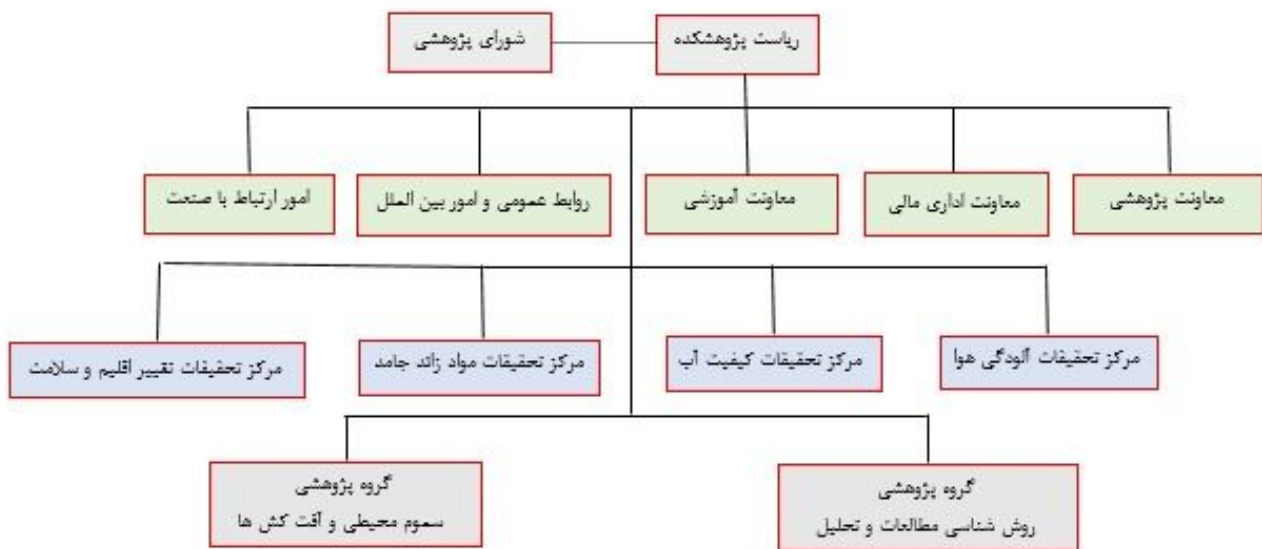 ریاست پژوهشکده
شورای پژوهشی
معاونت پژوهشی
معاونت اداری مالی
معاونت آموزشی
روابط عمومی و امور بین الملل
امور ارتباط با صنعت
مرکز تحقیقات آلودگی هوا
مرکز تحقیقات کیفیت آب
مرکز تحقیقات مواد زائد جامد
مرکز تحقیقات تغییر اقلیم و سلامت
گروه پژوهشی
روش شناسی مطالعات و تحلیل
گروه پژوهشی
سموم محیطی و آفت کش ها